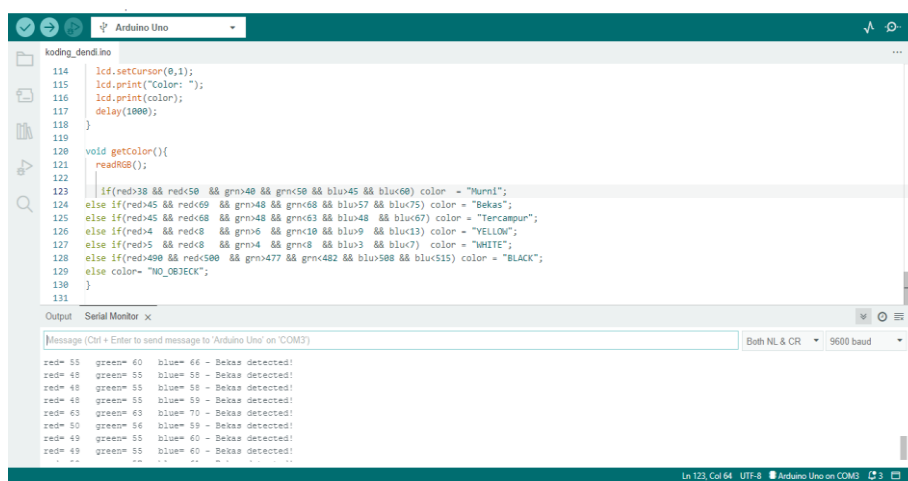 Arduino Uno
koding_dendi.ino
...
114 lcd.setCursor(0,1);
115 lcd.print("Color: ");
116 lcd.print(color);
117 delay(1000);
118 }
119
120 void getColor(){
121 readRGB();
122
123 if(red>38 && red<50 && grn>40 && grn<50 && blu>45 && blu<60) color = "Murni";
124 else if(red>45 && red<69 && grn>48 && grn<68 && blu>57 && blu<75) color = "Bekas";
125 else if(red>45 && red<68 && grn>48 && grn<63 && blu>48 && blu<67) color = "Tercampur";
126 else if(red>4 && red<8 && grn>6 && grn<10 && blu>9 && blu<13) color = "YELLOW";
127 else if(red>5 && red<8 && grn>4 && grn<8 && blu>3 && blu<7) color = "WHITE";
128 else if(red>490 && red<500 && grn>477 && grn<482 && blu>508 && blu<515) color = "BLACK";
129 else color= "NO_OBJECK";
130 }
131
Output Serial Monitor x
Message (Ctrl + Enter to send message to 'Arduino Uno' on 'COM3') Both NL & CR 9600 baud
red= 55 green= 60 blue= 66 - Bekas detected!
red= 48 green= 55 blue= 58 - Bekas detected!
red= 48 green= 55 blue= 58 - Bekas detected!
red= 48 green= 55 blue= 59 - Bekas detected!
red= 63 green= 63 blue= 70 - Bekas detected!
red= 50 green= 56 blue= 59 - Bekas detected!
red= 49 green= 55 blue= 60 - Bekas detected!
red= 49 green= 55 blue= 60 - Bekas detected!
Ln 123, Col 64 UTF-8 Arduino Uno on COM3 3